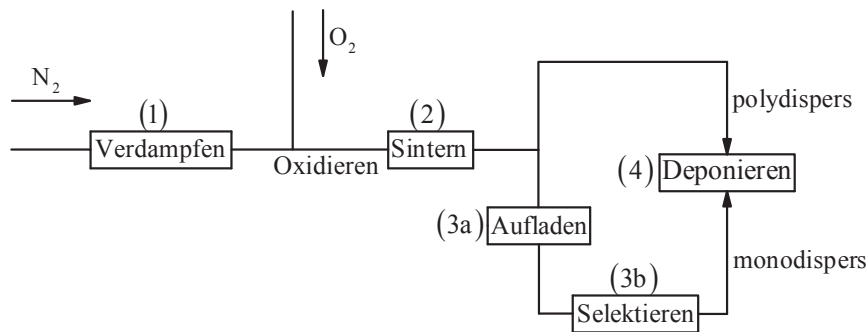 O₂
N₂
(1)
(2)
polydispers
Verdampfen
Oxidieren
Sintern
(4)
Deponieren
(3a)
Aufladen
monodispers
(3b)
Selektieren